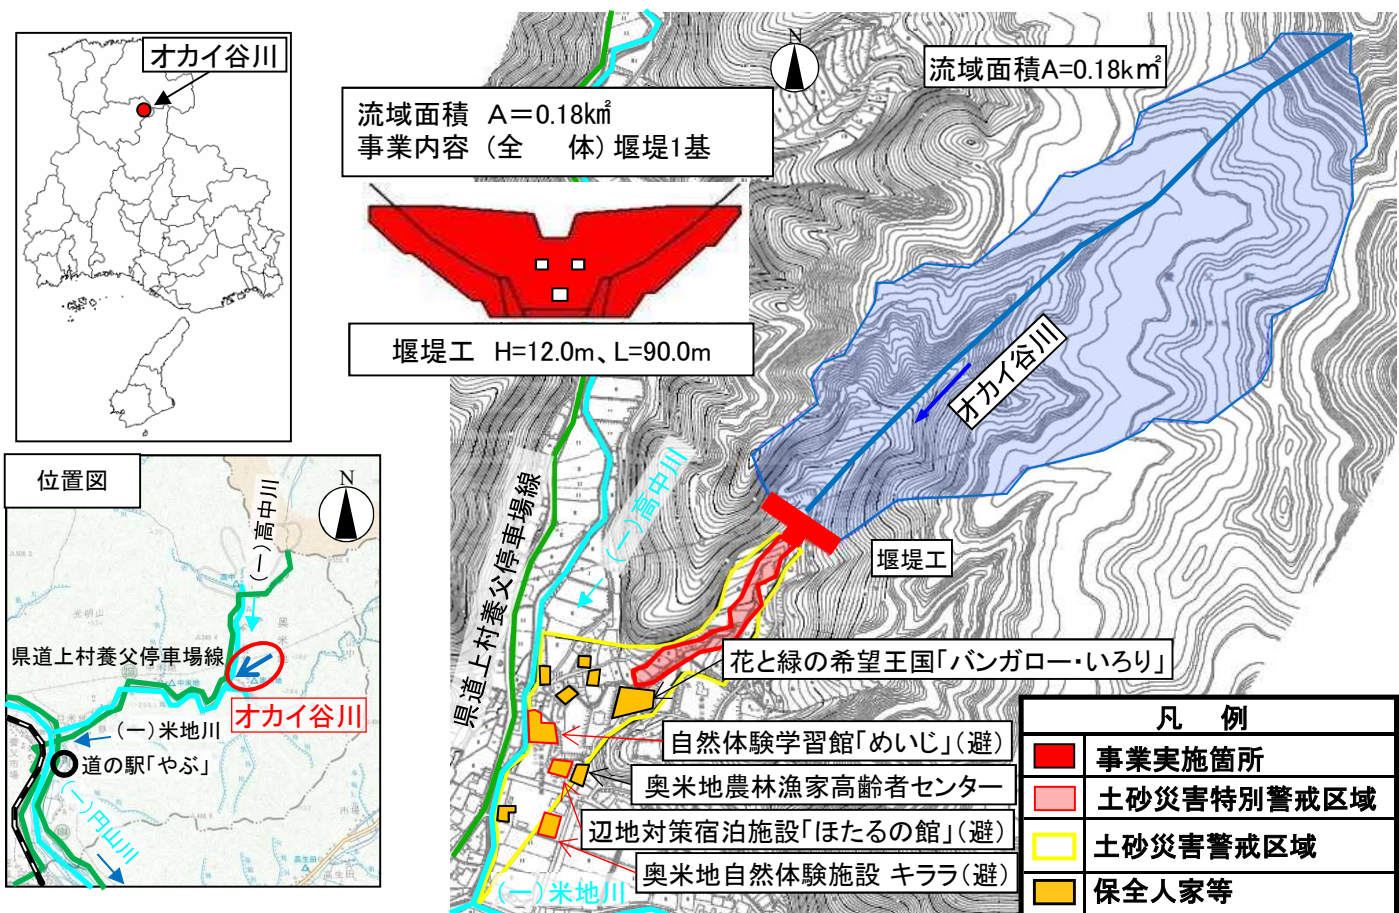 オカイ谷川
流域面積 A=0.18k㎡
事業内容 (全 体) 堰堤1基
堰堤工 H=12.0m、L=90.0m
N
流域面積A=0.18k㎡
オカイ谷川
堰堤工
県道上村養父停車場線
(一)高中川
花と緑の希望王国「バンガロー・いろり」
自然体験学習館「めいじ」(避)
奥米地農林漁家高齢者センター
辺地対策宿泊施設「ほたるの館」(避)
奥米地自然体験施設 キララ(避)
(一)米地川
位置図
N
(一)高中川
県道上村養父停車場線
オカイ谷川
(一)米地川
道の駅「やぶ」
(一)円山川
凡 例
事業実施箇所
土砂災害特別警戒区域
土砂災害警戒区域
保全人家等